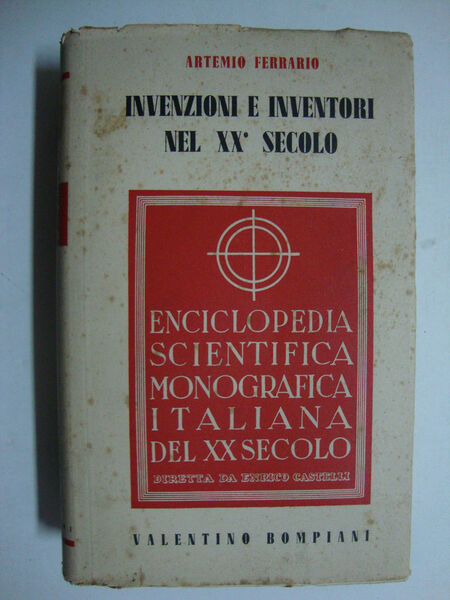 ARTEMIO FERRARIO
INVENZIONI E INVENTORI
NEL XX° SECOLO
ENCICLOPEDIA
SCIENTIFICA
MONOGRAFICA
ITALIANA
DEL XX SECOLO
DIRETTA DA ENRICO CASTELLI
VALENTINO BOMPIANI